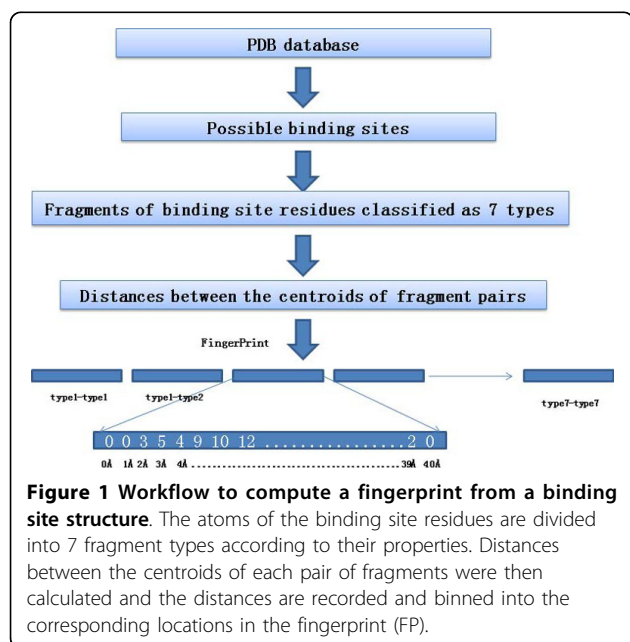 PDB database
Possible binding sites
Fragments of binding site residues classified as 7 types
Distances between the centroids of fragment pairs
FingerPrint
type1-type1 type1-type2 type7-type7
0 0 3 5 4 9 10 12 ................ 2 0
0Å 1Å 2Å 3Å 4Å................................................39Å 40Å
Figure 1 Workflow to compute a fingerprint from a binding
site structure. The atoms of the binding site residues are divided
into 7 fragment types according to their properties. Distances
between the centroids of each pair of fragments were then
calculated and the distances are recorded and binned into the
corresponding locations in the fingerprint (FP).